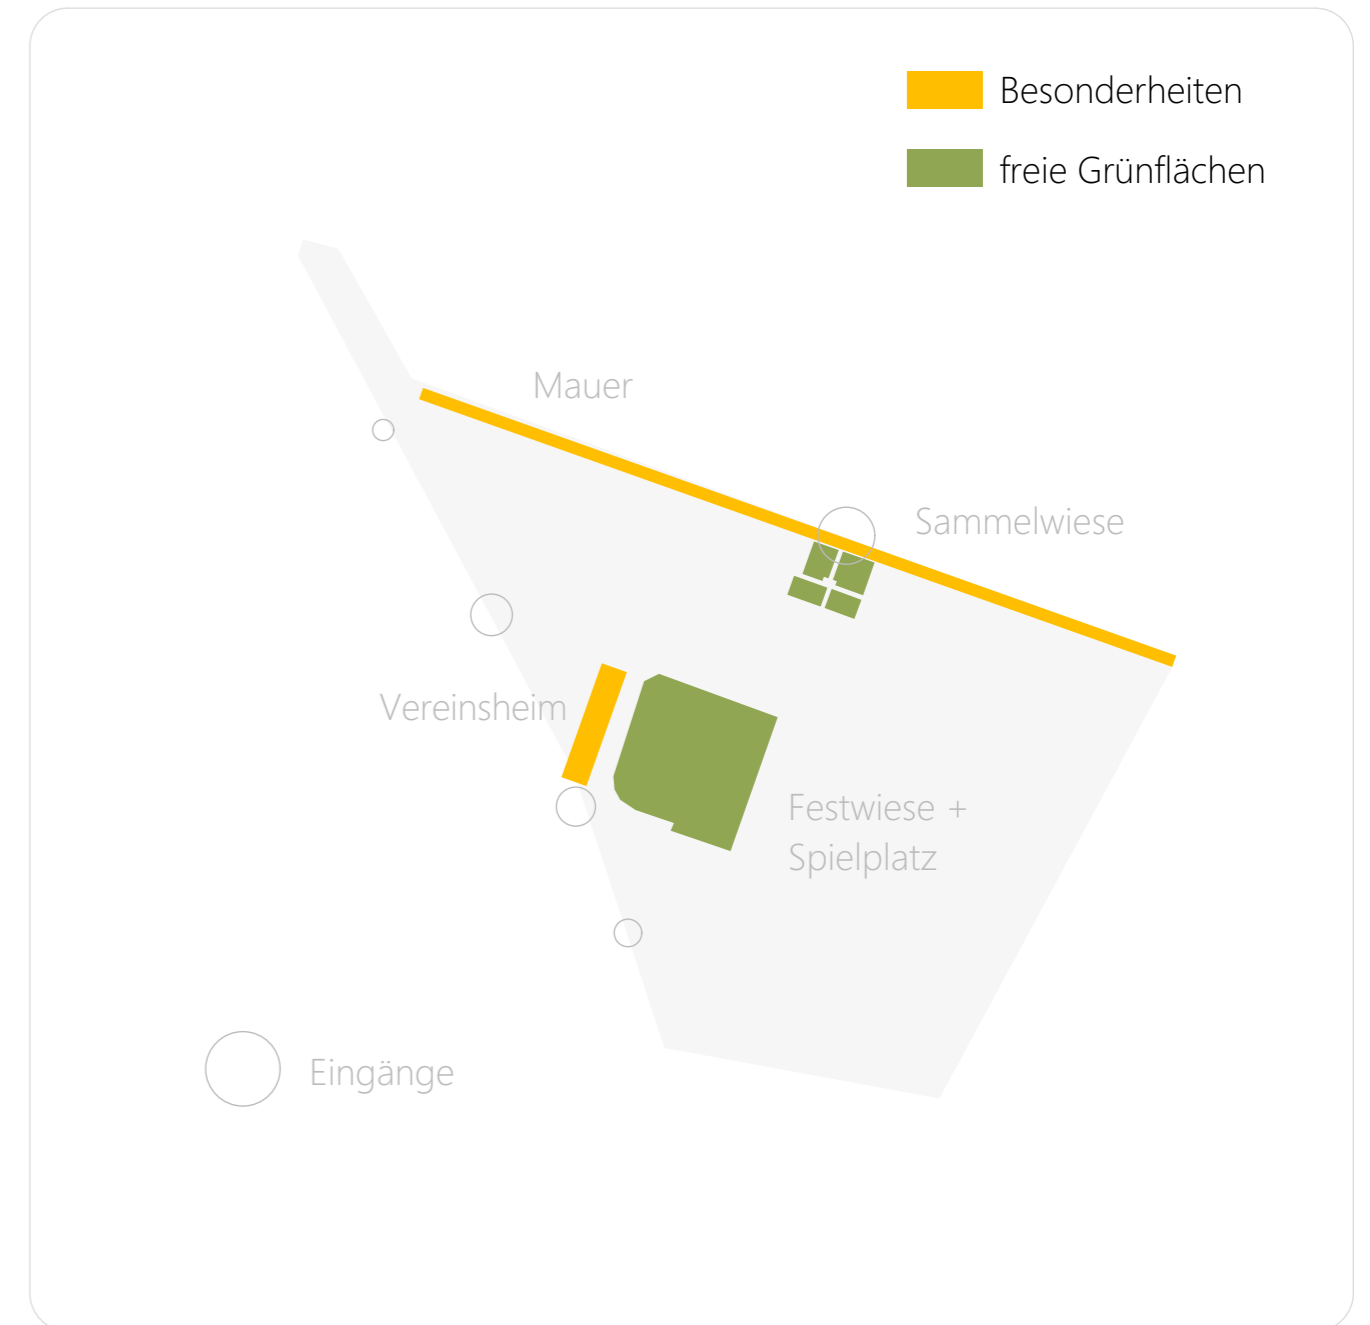 Besonderheiten
freie Grünflächen
Mauer
Sammelwiese
Vereinsheim
Festwiese +
Spielplatz
Eingänge